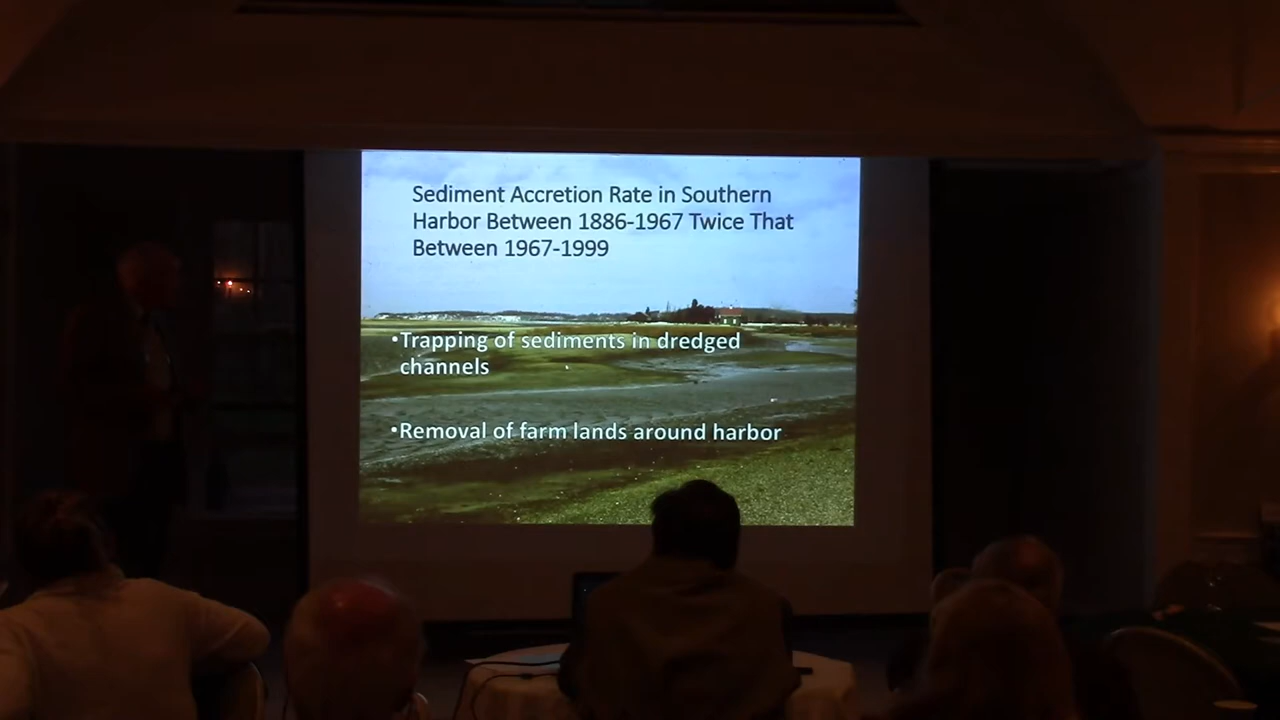 Sediment Accretion Rate in Southern
Harbor Between 1886-1967 Twice That
Between 1967-1999
•Trapping of sediments in dredged
channels
•Removal of farm lands around harbor